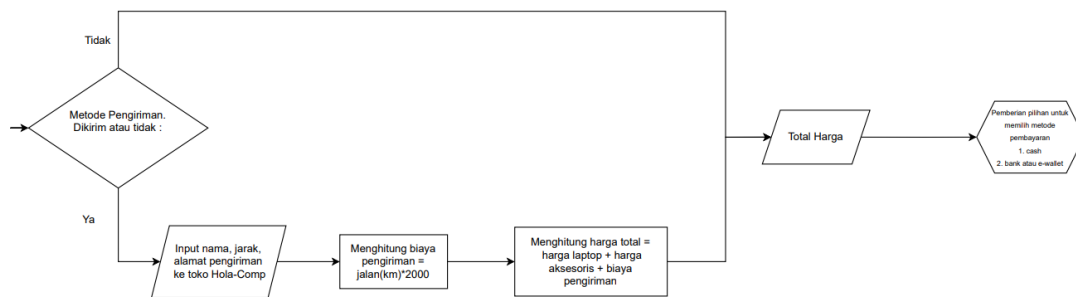 Tidak
Metode Pengiriman.
Dikirim atau tidak :
Ya
Input nama, jarak,
alamat pengiriman
ke toko Hola-Comp
Menghitung biaya
pengiriman =
jalan(km)*2000
Menghitung harga total =
harga laptop + harga
aksesoris + biaya
pengiriman
Total Harga
Pemberian pilihan untuk
memilih metode
pembayaran
1. cash
2. bank atau e-wallet